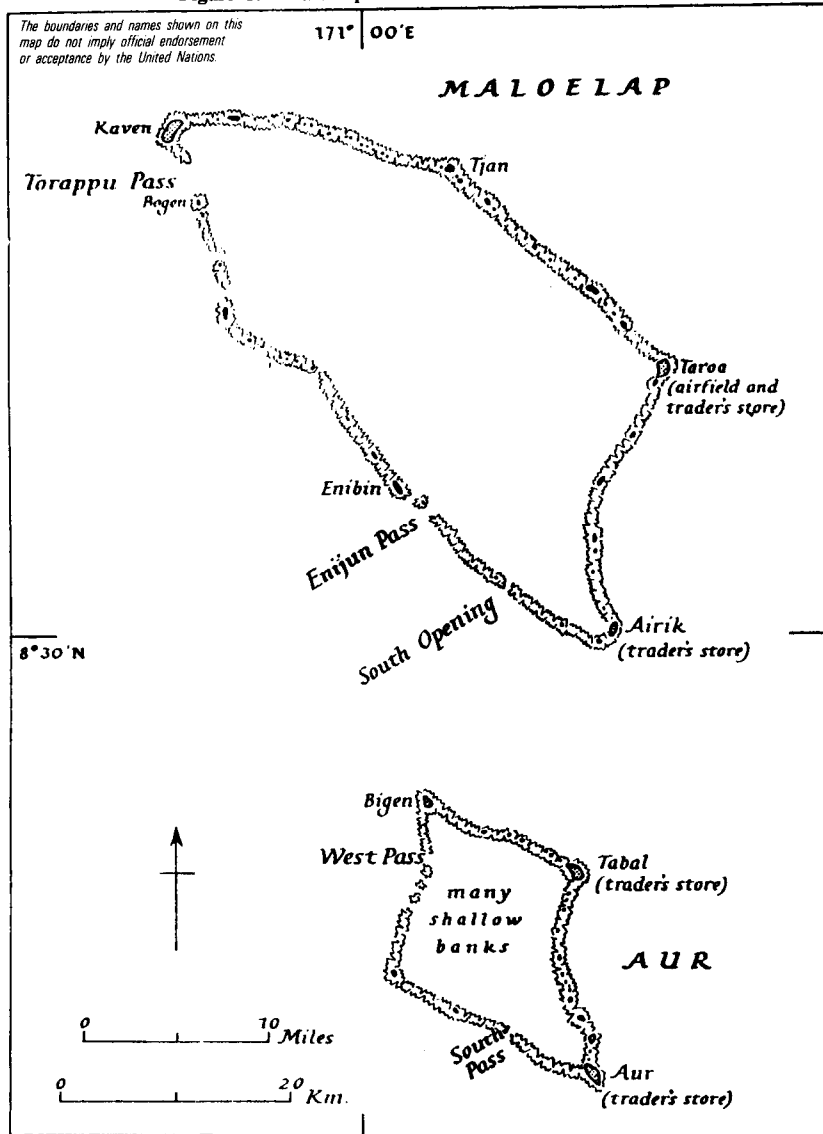 The boundaries and names shown on this
map do not imply official endorsement
or acceptance by the United Nations.
171° 00'E
MALOELAP
Kaven
Tjan
Torappu Pass
Bogen
Taroa
(airfield and
trader's store)
Enibin
Enijun Pass
South Opening
Airik
(trader's store)
8°30'N
Bigen
West Pass
Tabal
(trader's store)
many
shallow
banks
AUR
0 10 Miles
South
Pass
Aur
(trader's store)
0 20 Km.